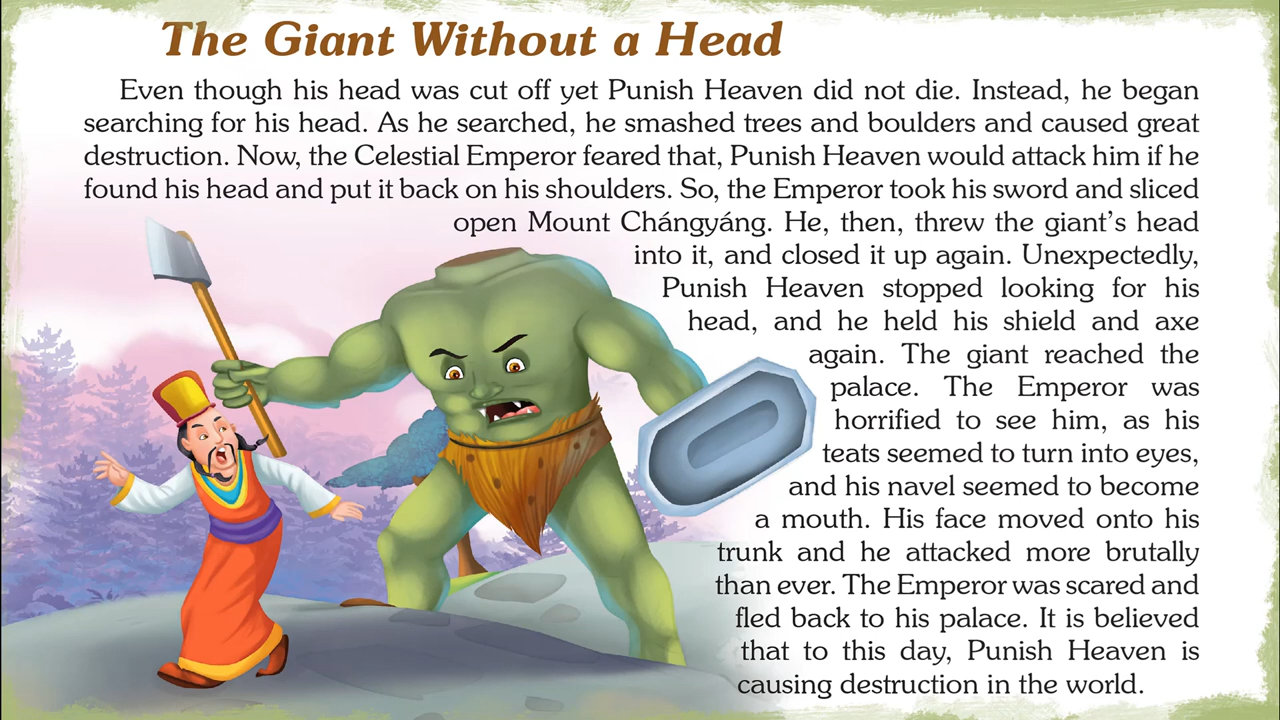 The Giant Without a Head
Even though his head was cut off yet Punish Heaven did not die. Instead, he began
searching for his head. As he searched, he smashed trees and boulders and caused great
destruction. Now, the Celestial Emperor feared that, Punish Heaven would attack him if he
found his head and put it back on his shoulders. So, the Emperor took his sword and sliced
open Mount Chángyáng. He, then, threw the giant’s head
into it, and closed it up again. Unexpectedly,
Punish Heaven stopped looking for his
head, and he held his shield and axe
again. The giant reached the
palace. The Emperor was
horrified to see him, as his
teats seemed to turn into eyes,
and his navel seemed to become
a mouth. His face moved onto his
trunk and he attacked more brutally
than ever. The Emperor was scared and
fled back to his palace. It is believed
that to this day, Punish Heaven is
causing destruction in the world.